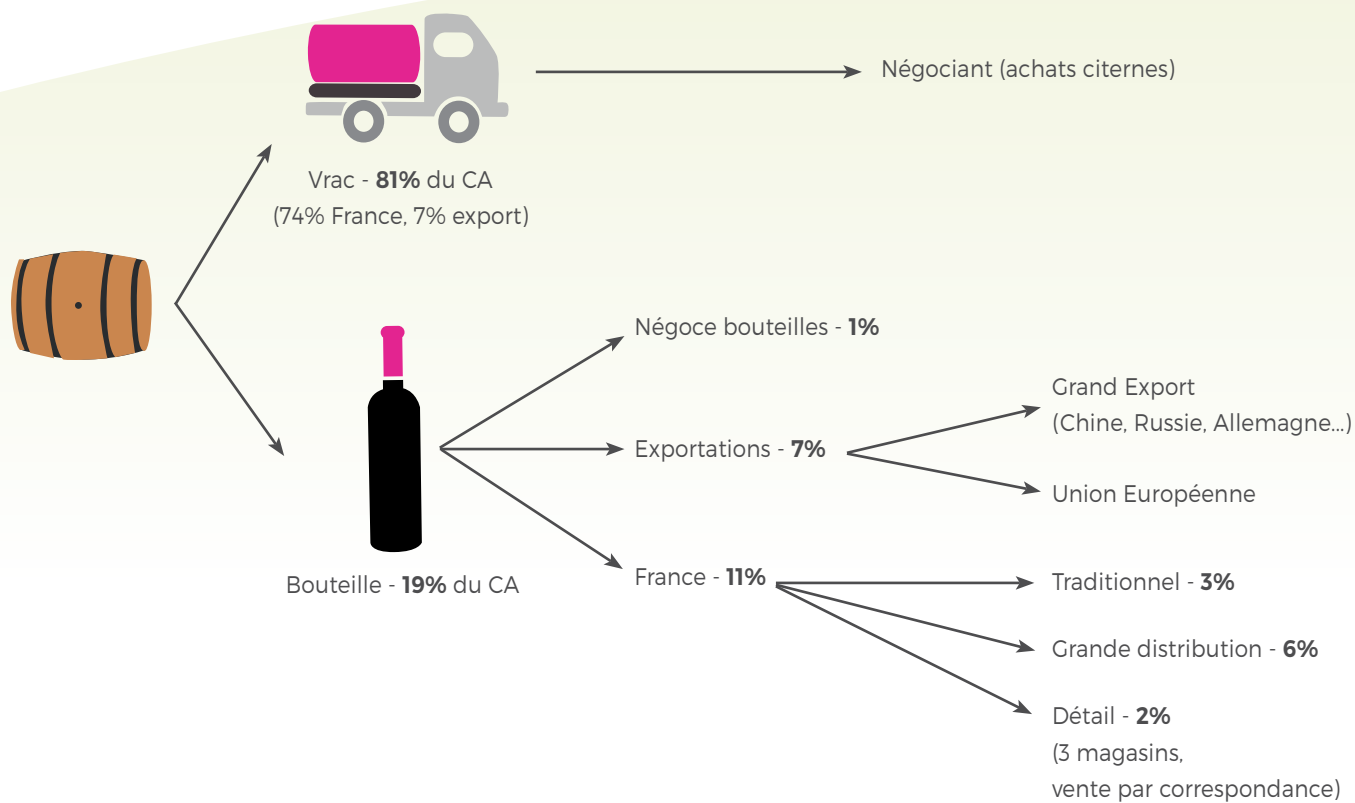 Négociant (achats citernes)
Vrac - 81% du CA
(74% France, 7% export)
Négoce bouteilles - 1%
Grand Export
(Chine, Russie, Allemagne...)
Exportations - 7%
Union Européenne
Bouteille - 19% du CA
France - 11%
Traditionnel - 3%
Grande distribution - 6%
Détail - 2%
(3 magasins,
vente par correspondance)